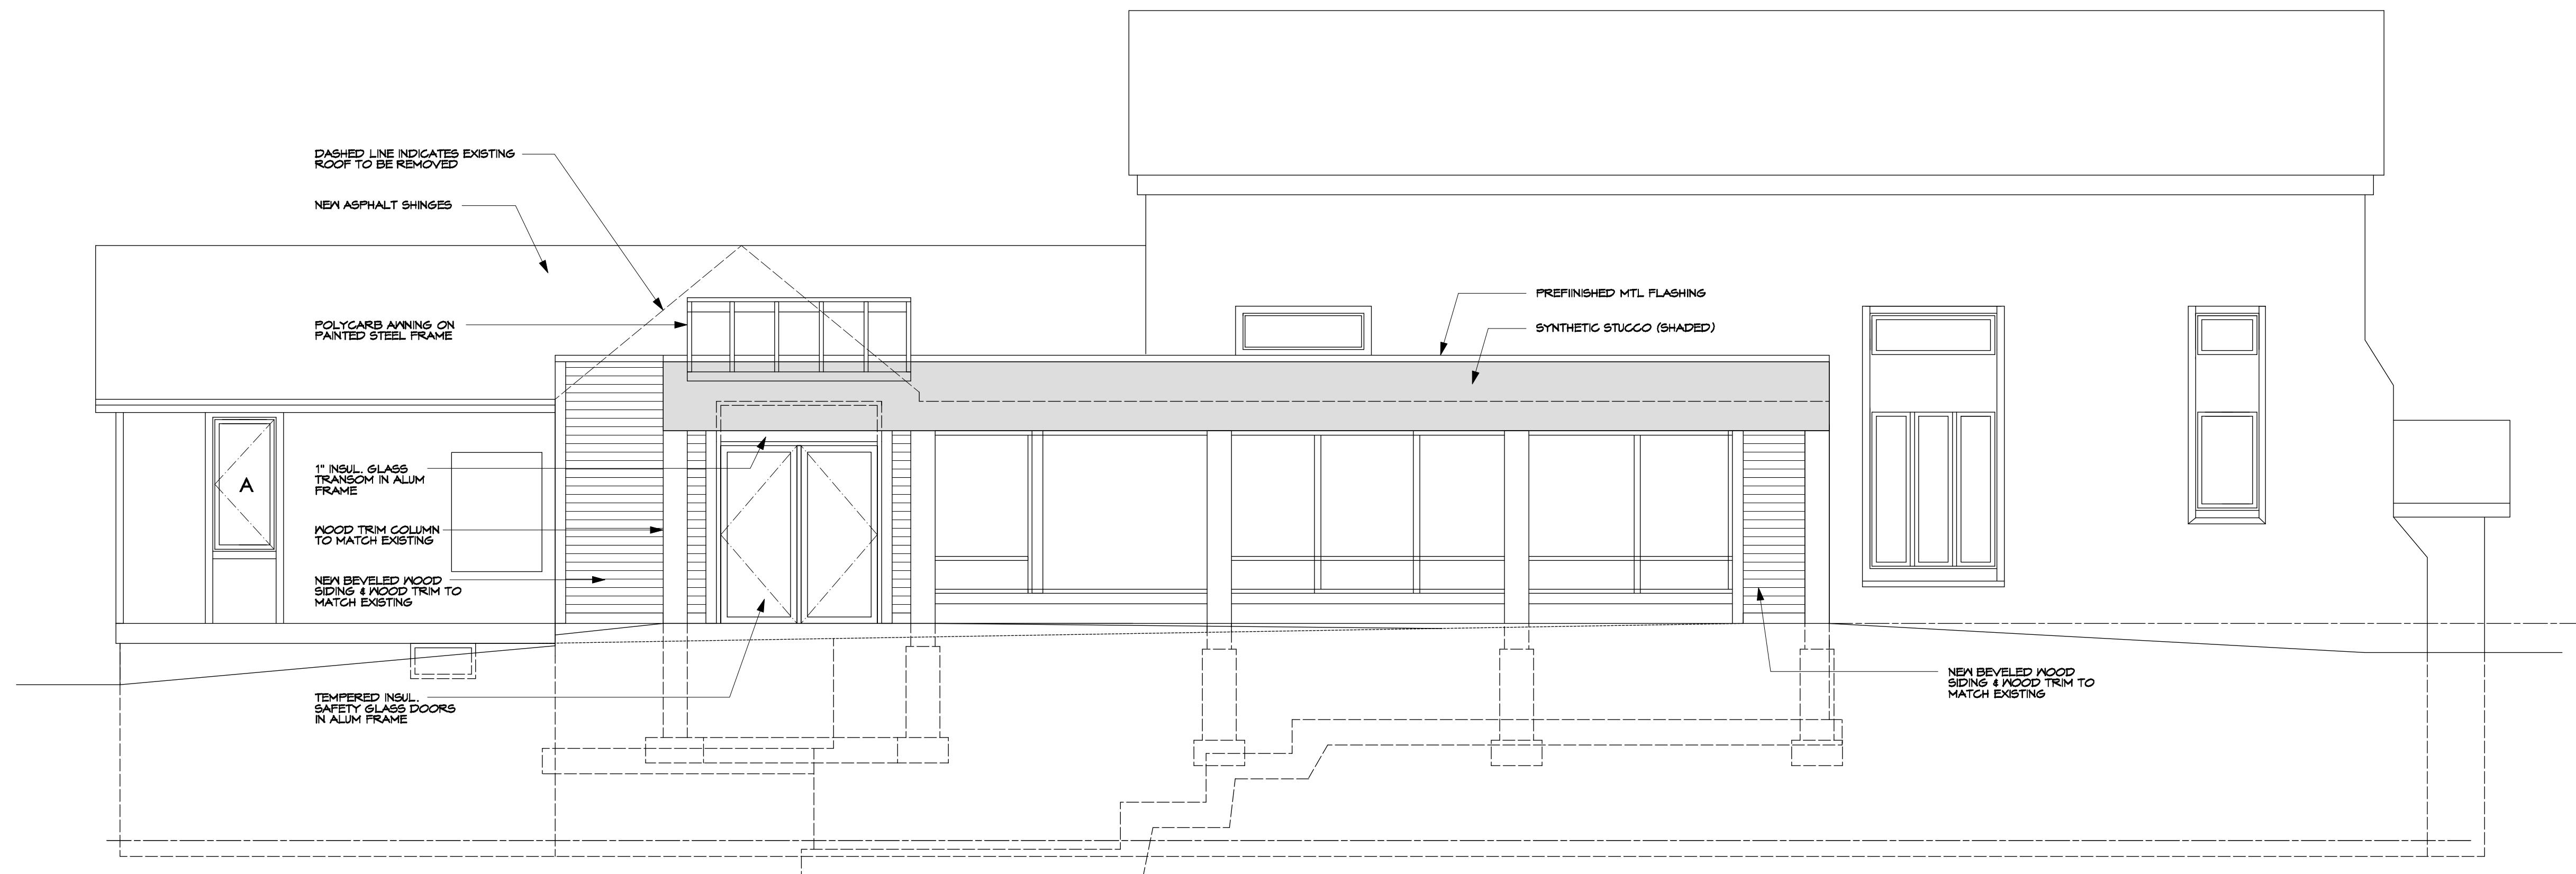 DASHED LINE INDICATES EXISTING
ROOF TO BE REMOVED
NEW ASPHALT SHINGES
POLYCARB AWNING ON
PAINTED STEEL FRAME
PREFIINISHED MTL FLASHING
SYNTHETIC STUCCO (SHADED)
1" INSUL. GLASS
TRANSOM IN ALUM
FRAME
A
WOOD TRIM COLUMN
TO MATCH EXISTING
NEW BEVELED WOOD
SIDING & WOOD TRIM TO
MATCH EXISTING
TEMPERED INSUL.
SAFETY GLASS DOORS
IN ALUM FRAME
NEW BEVELED WOOD
SIDING & WOOD TRIM TO
MATCH EXISTING